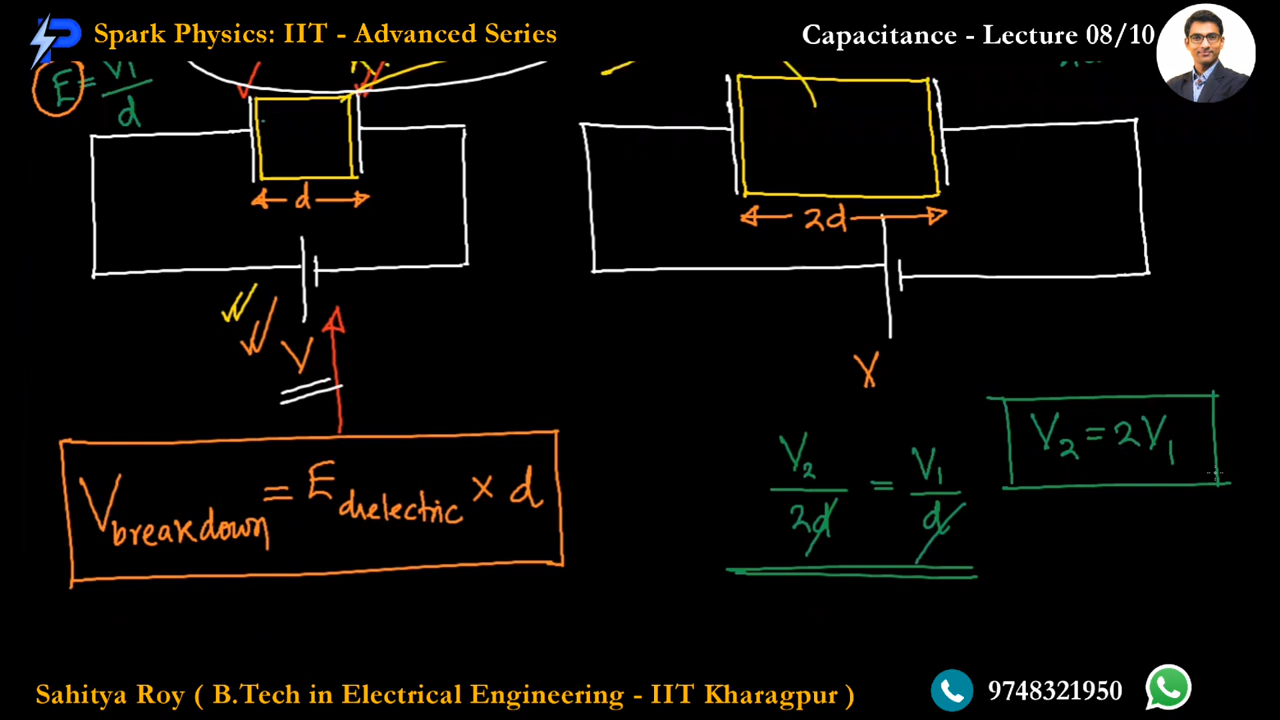 Spark Physics: IIT - Advanced Series
Capacitance - Lecture 08/10
E = V1/d
d
2d
V
X
Vbreakdown = Edielectric × d
V2/2d = V1/d
V2 = 2V1
Sahitya Roy ( B.Tech in Electrical Engineering - IIT Kharagpur )
9748321950